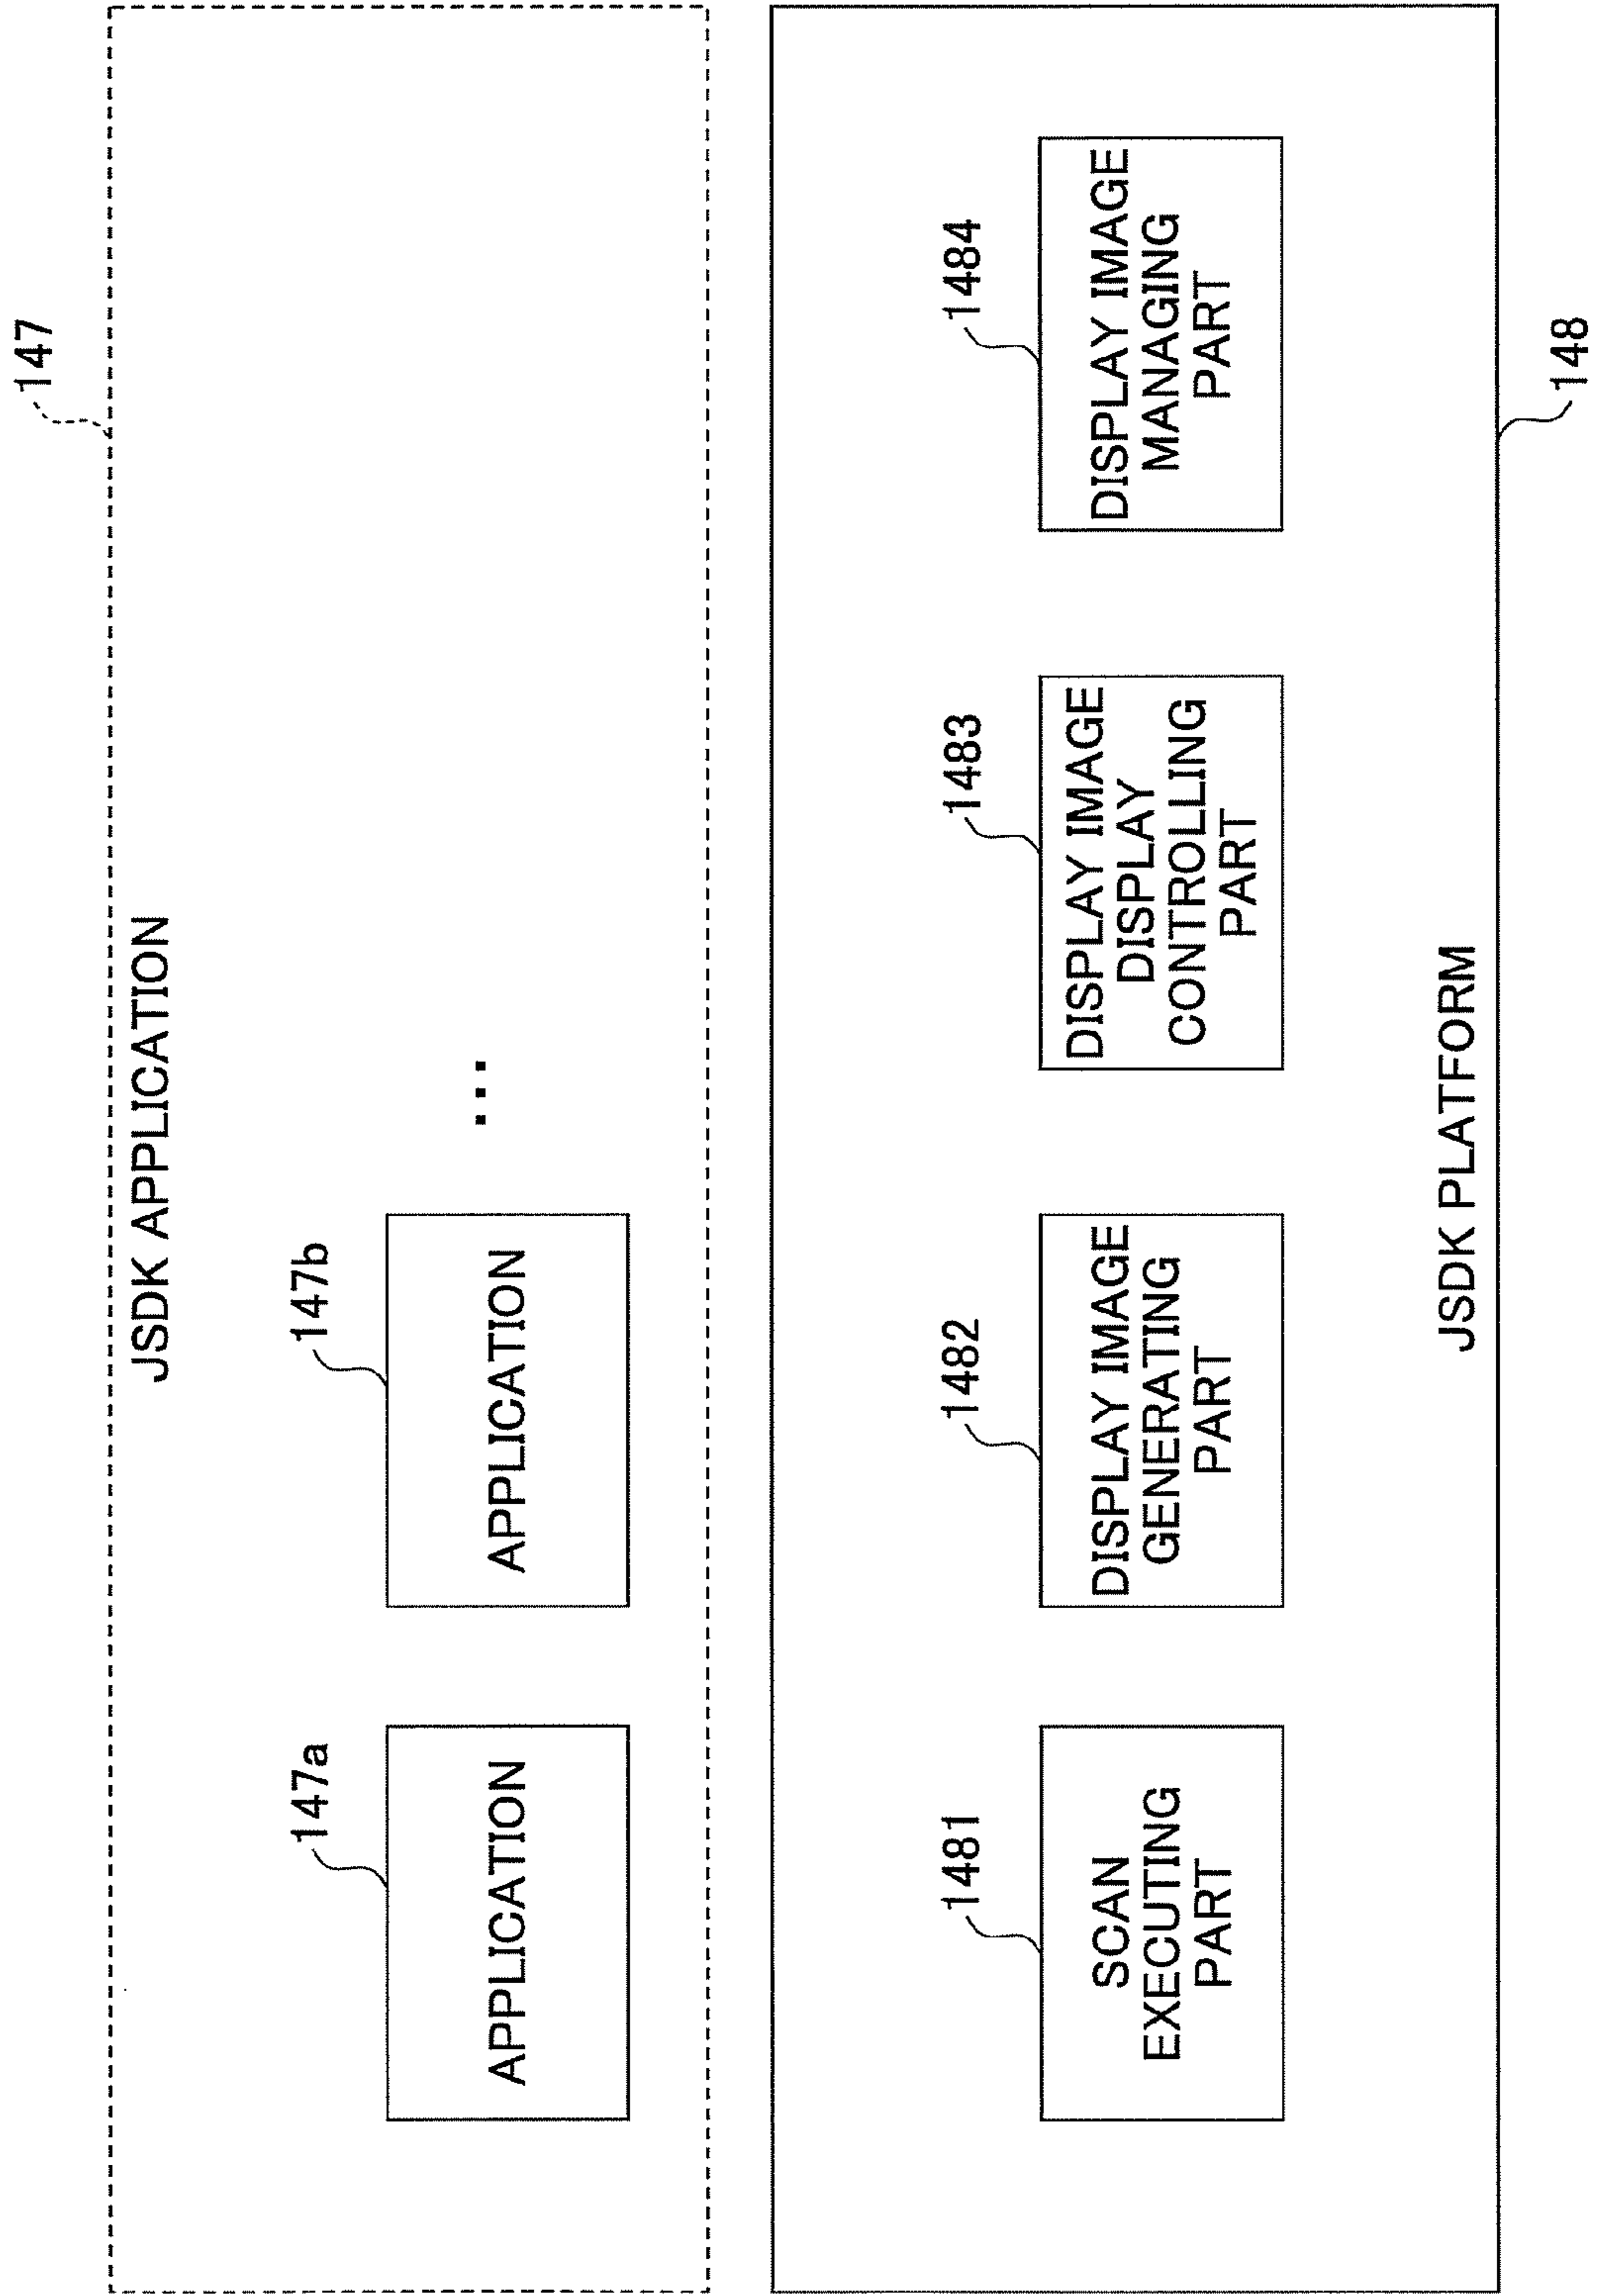 147
JSDK APPLICATION
147a
APPLICATION
147b
APPLICATION
...
1481
SCAN
EXECUTING
PART
1482
DISPLAY IMAGE
GENERATING
PART
1483
DISPLAY IMAGE
DISPLAY
CONTROLLING
PART
1484
DISPLAY IMAGE
MANAGING
PART
JSDK PLATFORM
148